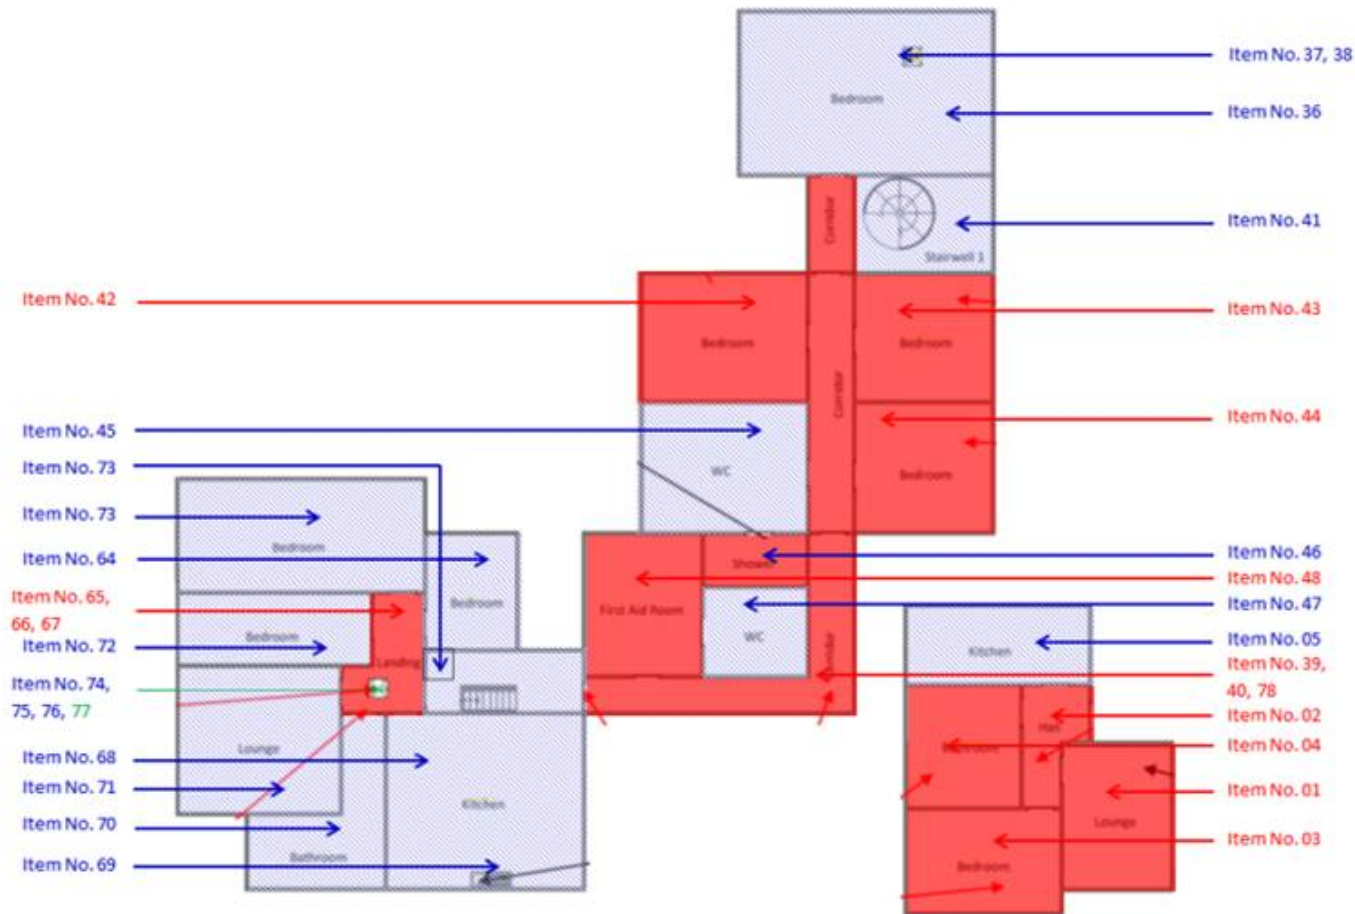 Item No. 37, 38
Bedroom
Item No. 36
Corridor
Item No. 41
Stairwell 1
Item No. 42
Item No. 43
Bedroom
Bedroom
Corridor
Item No. 44
Item No. 45
Item No. 73
WC
Bedroom
Item No. 73
Bedroom
Item No. 64
Item No. 46
Shower
Item No. 48
Item No. 65,
66, 67
Bedroom
First Aid Room
Item No. 47
Bedroom
WC
Item No. 05
Item No. 72
Kitchen
Landing
Corridor
Item No. 39,
40, 78
Item No. 74,
75, 76, 77
Item No. 02
Hall
Item No. 04
Lounge
Item No. 68
Item No. 71
Item No. 01
Kitchen
Lounge
Item No. 70
Bathroom
Item No. 03
Item No. 69
Bedroom